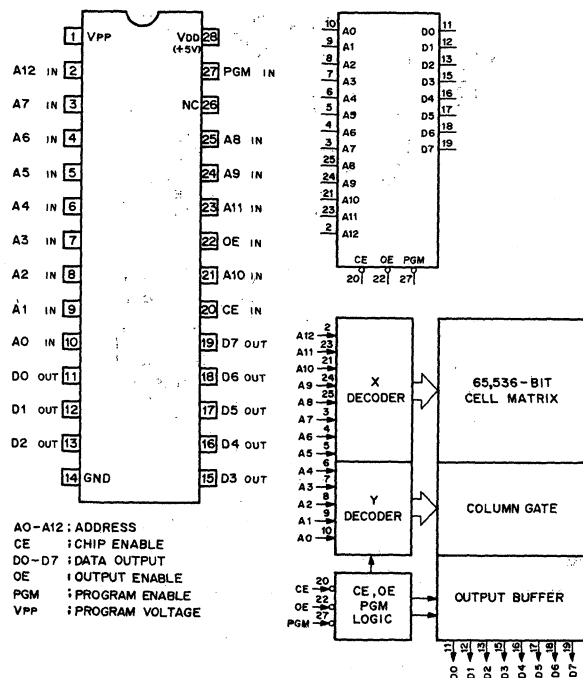 1 VPP VDD 28
(+5V)
A12 IN 2 27 PGM IN
A7 IN 3 NC 26
A6 IN 4 25 A8 IN
A5 IN 5 24 A9 IN
A4 IN 6 23 A11 IN
A3 IN 7 22 OE IN
A2 IN 8 21 A10 IN
A1 IN 9 20 CE IN
A0 IN 10 19 D7 OUT
D0 OUT 11 18 D6 OUT
D1 OUT 12 17 D5 OUT
D2 OUT 13 16 D4 OUT
14 GND 15 D3 OUT
A0-A12 ; ADDRESS
CE ; CHIP ENABLE
D0-D7 ; DATA OUTPUT
OE ; OUTPUT ENABLE
PGM ; PROGRAM ENABLE
VPP ; PROGRAM VOLTAGE
10 A0 D0 11
9 A1 D1 12
8 A2 D2 13
7 A3 D3 15
6 A4 D4 16
5 A5 D5 17
4 A6 D6 18
3 A7 D7 19
25 A8
24 A9
21 A10
23 A11
2 A12
CE OE PGM
20 22 27
A12 2
A11 23
A10 21
A9 24
A8 25
A7 3
A6 4
A5 5
A4 6
A3 7
A2 8
A1 9
A0 10
X
DECODER
65,536-BIT
CELL MATRIX
Y
DECODER
COLUMN GATE
CE 20
OE 22
PGM 27
CE, OE
PGM
LOGIC
OUTPUT BUFFER
11 12 13 15 16 17 18 19
D0 D1 D2 D3 D4 D5 D6 D7